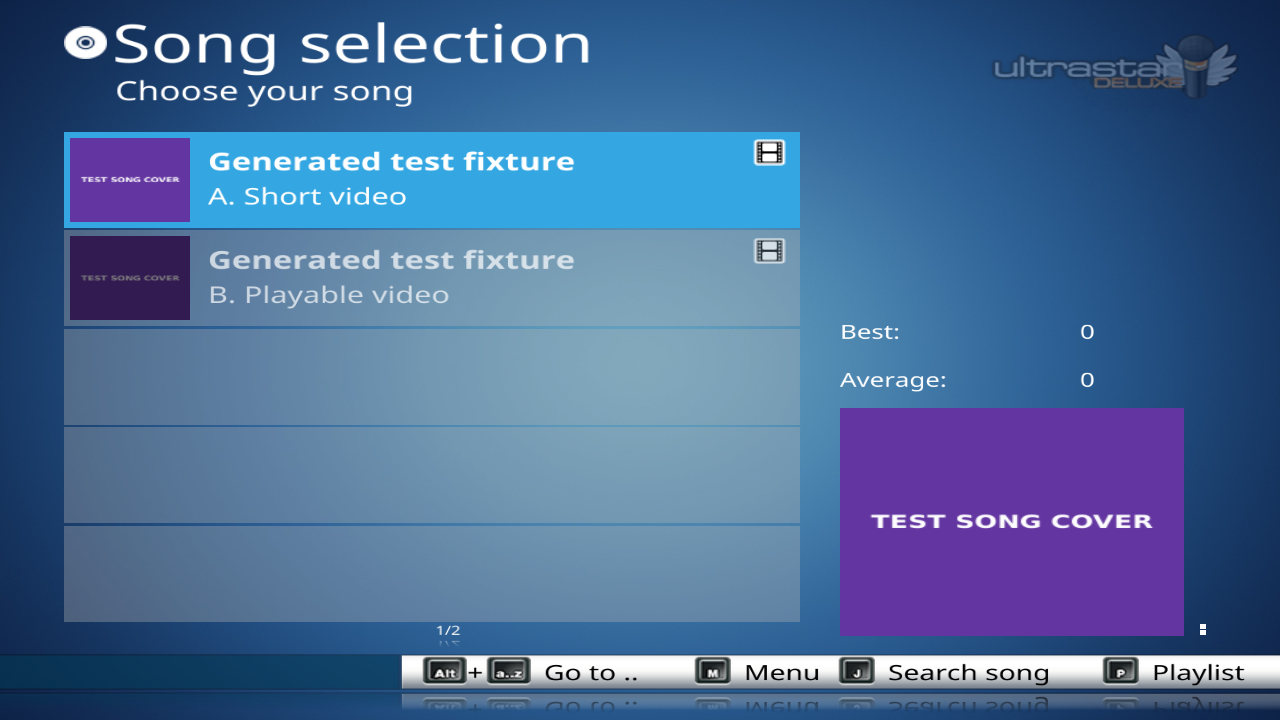 Song selection
Choose your song
ultrastar
DELUXE
TEST SONG COVER
Generated test fixture
A. Short video
TEST SONG COVER
Generated test fixture
B. Playable video
Best: 0
Average: 0
TEST SONG COVER
1/2
Alt + a..z Go to .. M Menu J Search song P Playlist